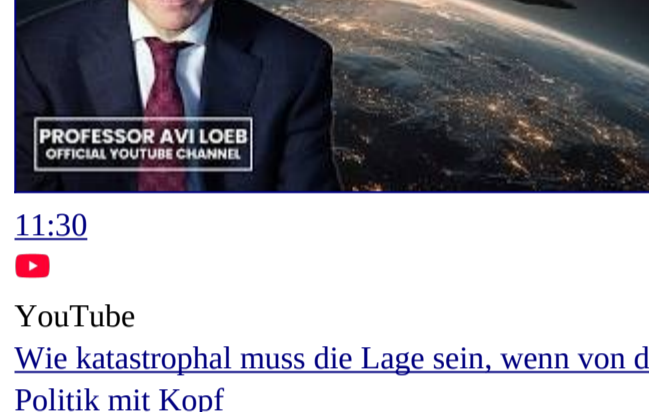 PROFESSOR AVI LOEB
OFFICIAL YOUTUBE CHANNEL
11:30
YouTube
Wie katastrophal muss die Lage sein, wenn von d
Politik mit Kopf